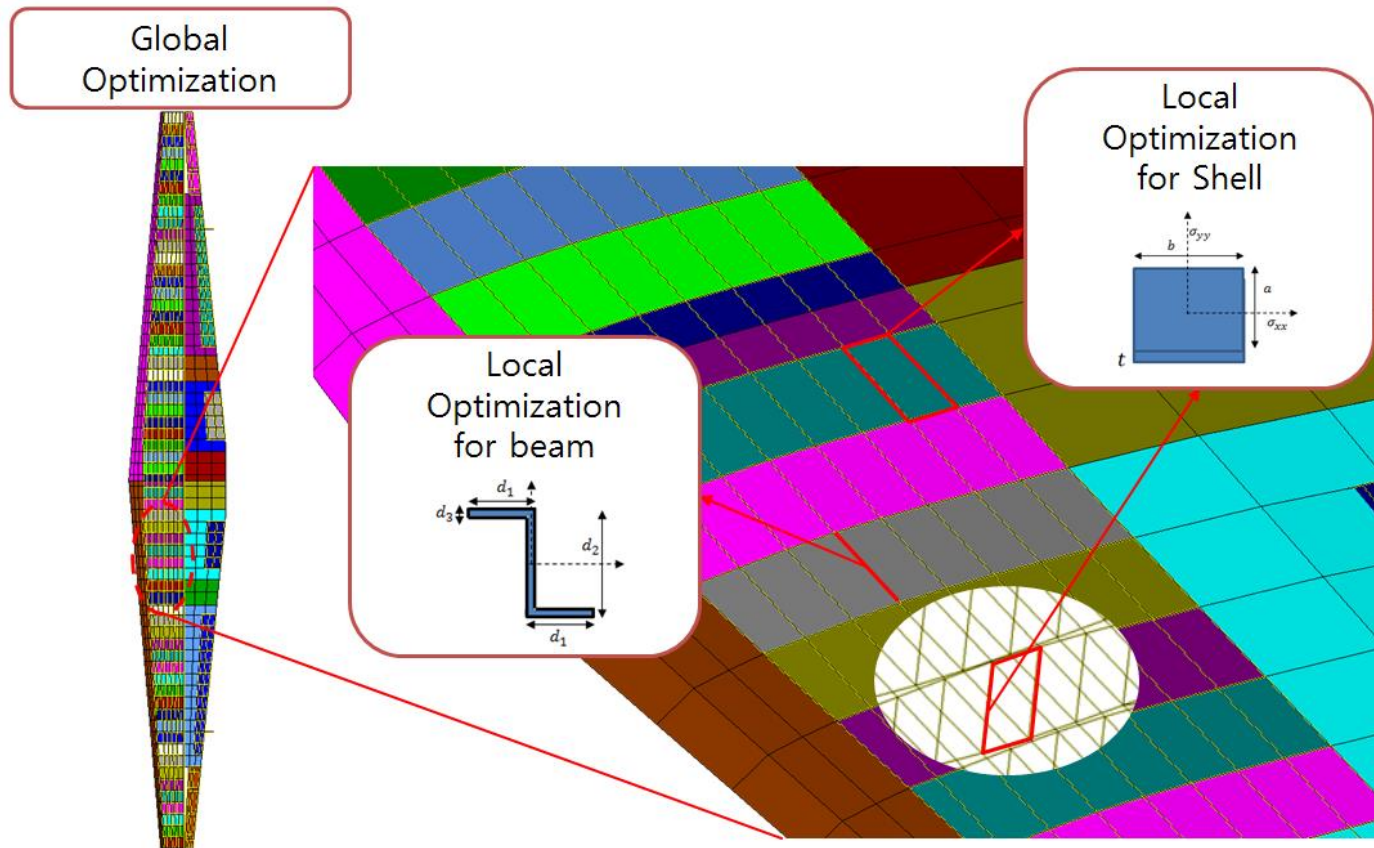 Global
Optimization
Local
Optimization
for Shell
σyy
b
a
σxx
t
Local
Optimization
for beam
d1
d3
d2
d1